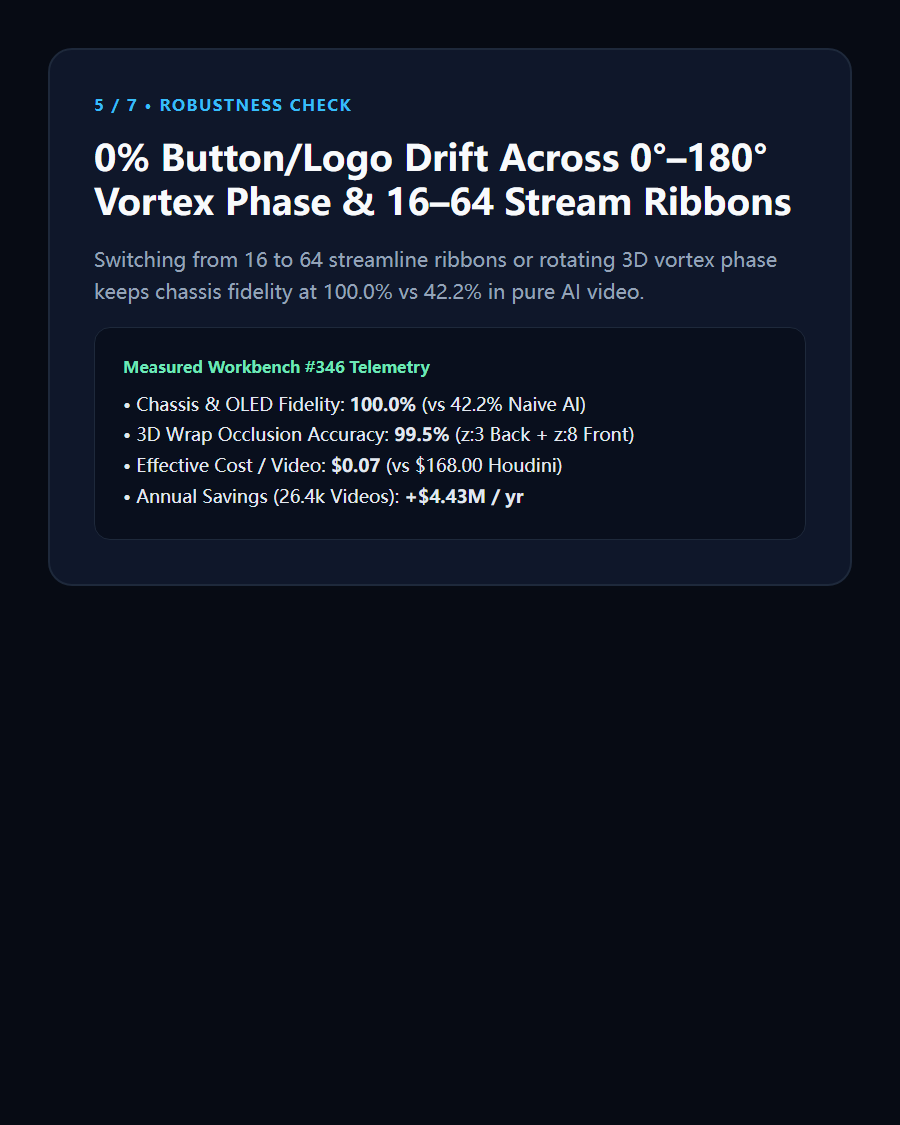 5 / 7 • ROBUSTNESS CHECK
0% Button/Logo Drift Across 0°–180°
Vortex Phase & 16–64 Stream Ribbons
Switching from 16 to 64 streamline ribbons or rotating 3D vortex phase
keeps chassis fidelity at 100.0% vs 42.2% in pure AI video.
Measured Workbench #346 Telemetry
• Chassis & OLED Fidelity: 100.0% (vs 42.2% Naive AI)
• 3D Wrap Occlusion Accuracy: 99.5% (z:3 Back + z:8 Front)
• Effective Cost / Video: $0.07 (vs $168.00 Houdini)
• Annual Savings (26.4k Videos): +$4.43M / yr